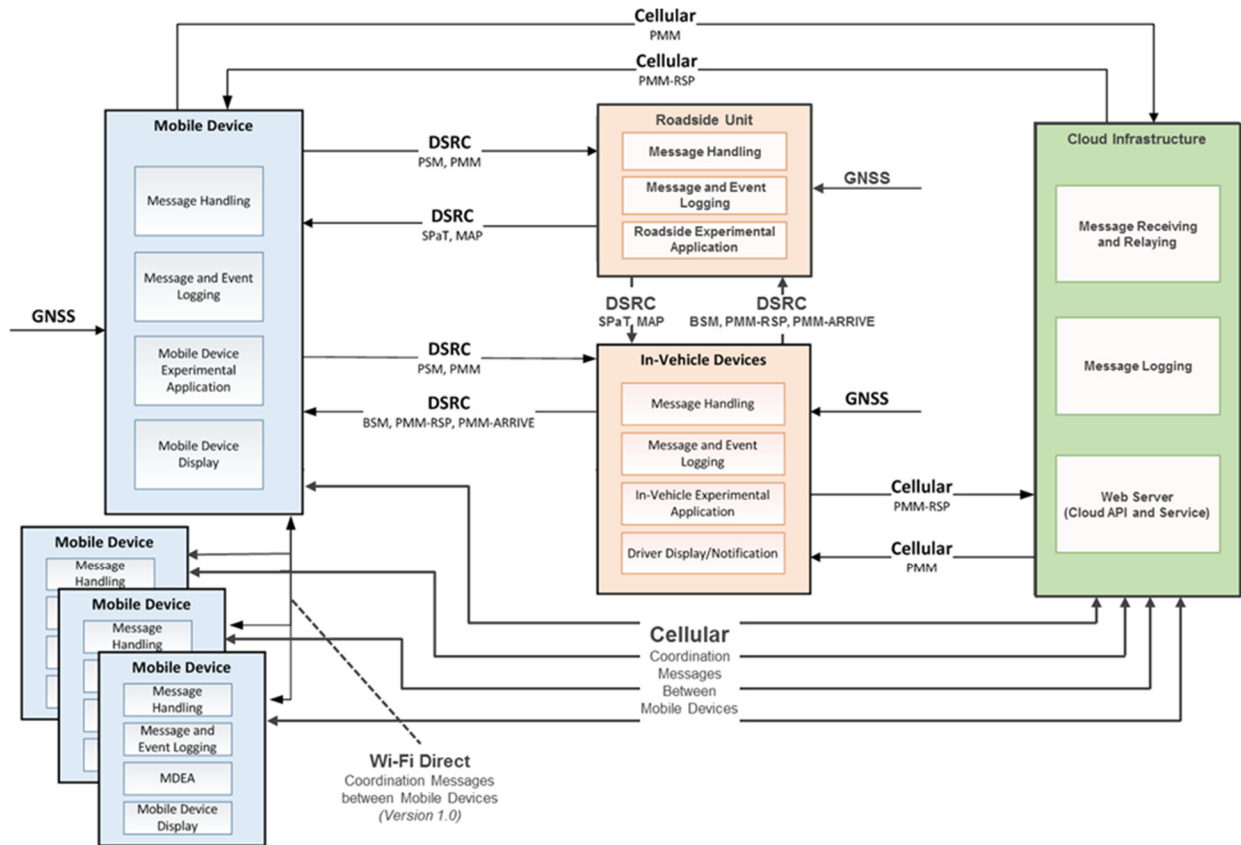 Cellular
PMM
Cellular
PMM-RSP
Mobile Device
Message Handling
Message and Event
Logging
Mobile Device
Experimental
Application
Mobile Device
Display
GNSS
DSRC
PSM, PMM
DSRC
SPaT, MAP
DSRC
PSM, PMM
DSRC
BSM, PMM-RSP, PMM-ARRIVE
Roadside Unit
Message Handling
Message and Event
Logging
Roadside Experimental
Application
GNSS
DSRC
SPaT, MAP
DSRC
BSM, PMM-RSP, PMM-ARRIVE
In-Vehicle Devices
Message Handling
Message and Event
Logging
In-Vehicle Experimental
Application
Driver Display/Notification
GNSS
Cellular
PMM-RSP
Cellular
PMM
Cloud Infrastructure
Message Receiving
and Relaying
Message Logging
Web Server
(Cloud API and Service)
Mobile Device
Message
Handling
Mobile Device
Message
Handling
Mobile Device
Message
Handling
Message and
Event Logging
MDEA
Mobile Device
Display
Cellular
Coordination
Messages
Between
Mobile Devices
Wi-Fi Direct
Coordination Messages
between Mobile Devices
(Version 1.0)